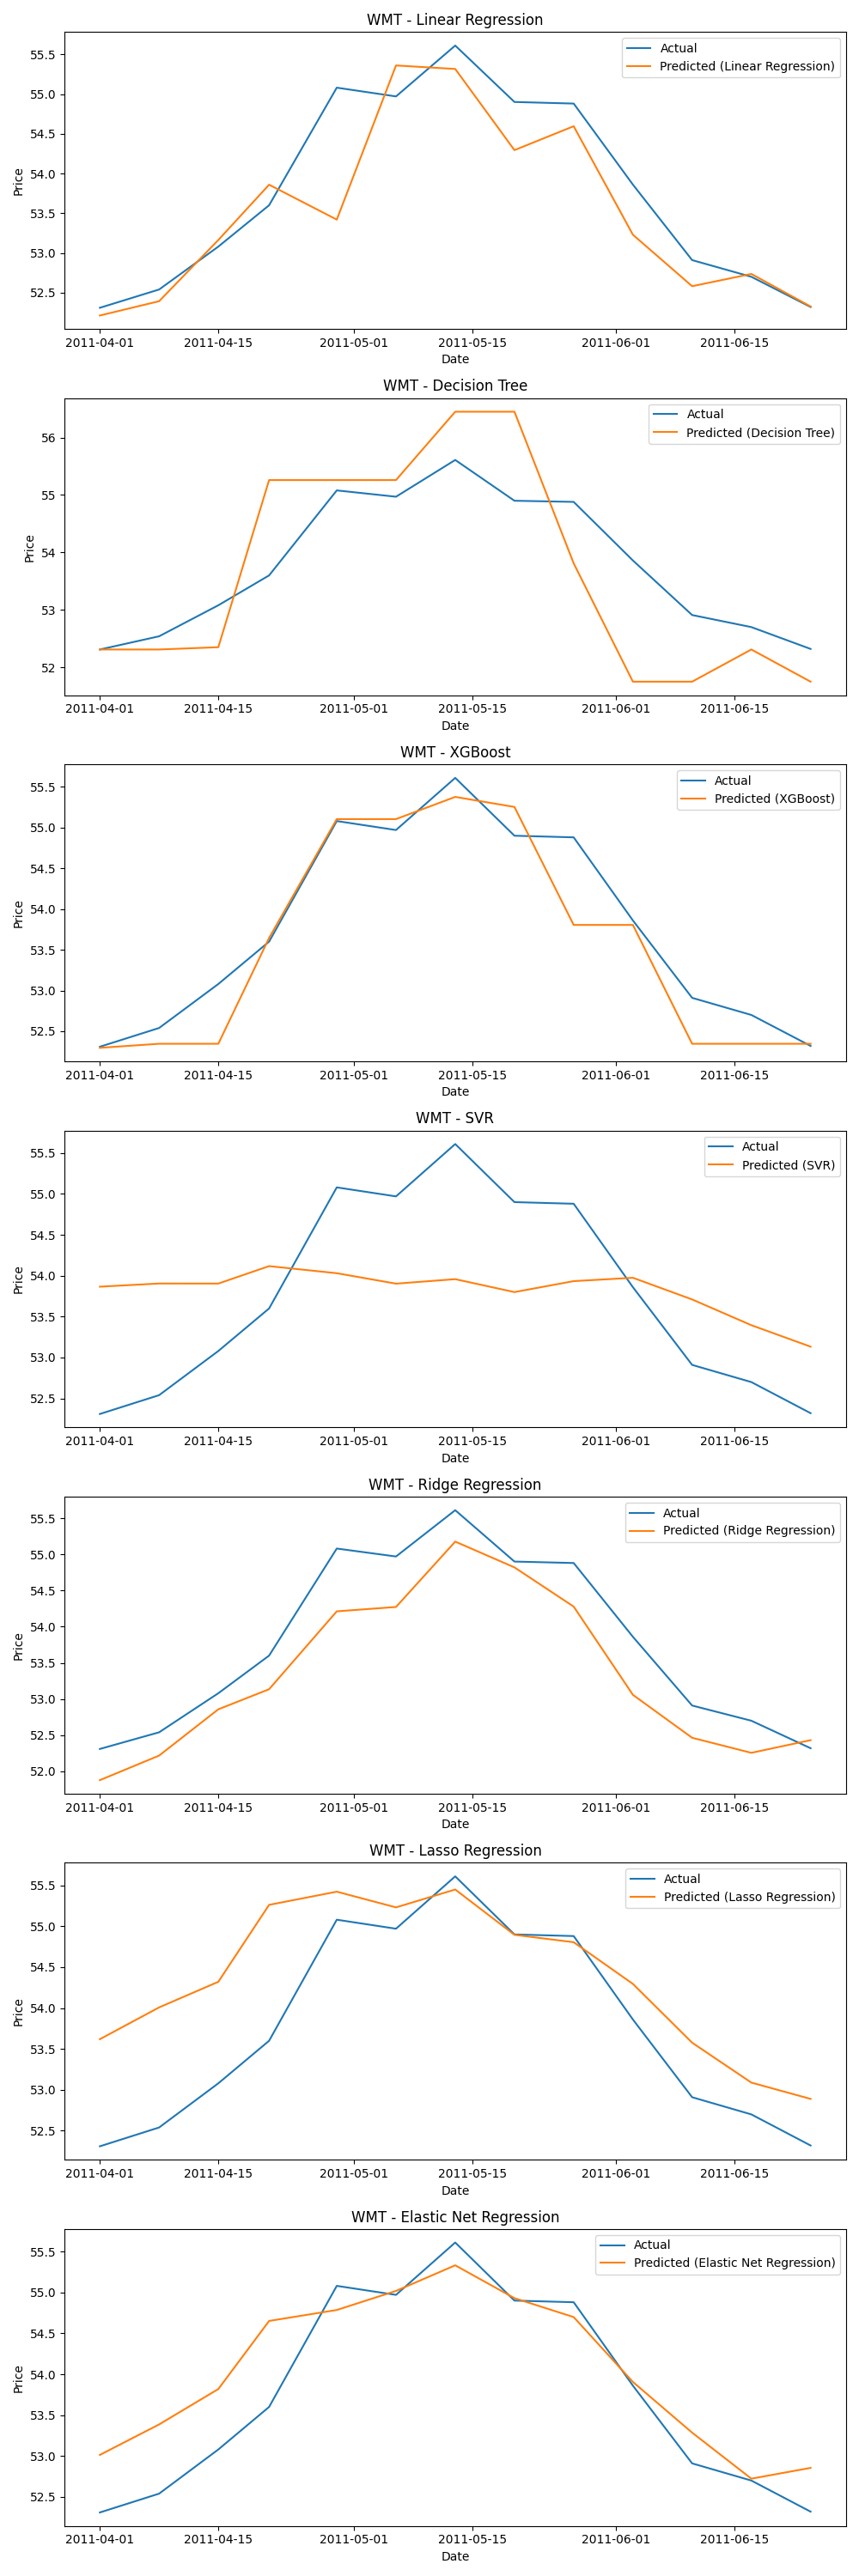 WMT - Linear Regression
Actual
Predicted (Linear Regression)
55.5
55.0
54.5
54.0
53.5
53.0
52.5
Price
2011-04-01 2011-04-15 2011-05-01 2011-05-15 2011-06-01 2011-06-15
Date
WMT - Decision Tree
Actual
Predicted (Decision Tree)
56
55
54
53
52
Price
2011-04-01 2011-04-15 2011-05-01 2011-05-15 2011-06-01 2011-06-15
Date
WMT - XGBoost
Actual
Predicted (XGBoost)
55.5
55.0
54.5
54.0
53.5
53.0
52.5
Price
2011-04-01 2011-04-15 2011-05-01 2011-05-15 2011-06-01 2011-06-15
Date
WMT - SVR
Actual
Predicted (SVR)
55.5
55.0
54.5
54.0
53.5
53.0
52.5
Price
2011-04-01 2011-04-15 2011-05-01 2011-05-15 2011-06-01 2011-06-15
Date
WMT - Ridge Regression
Actual
Predicted (Ridge Regression)
55.5
55.0
54.5
54.0
53.5
53.0
52.5
52.0
Price
2011-04-01 2011-04-15 2011-05-01 2011-05-15 2011-06-01 2011-06-15
Date
WMT - Lasso Regression
Actual
Predicted (Lasso Regression)
55.5
55.0
54.5
54.0
53.5
53.0
52.5
Price
2011-04-01 2011-04-15 2011-05-01 2011-05-15 2011-06-01 2011-06-15
Date
WMT - Elastic Net Regression
Actual
Predicted (Elastic Net Regression)
55.5
55.0
54.5
54.0
53.5
53.0
52.5
Price
2011-04-01 2011-04-15 2011-05-01 2011-05-15 2011-06-01 2011-06-15
Date